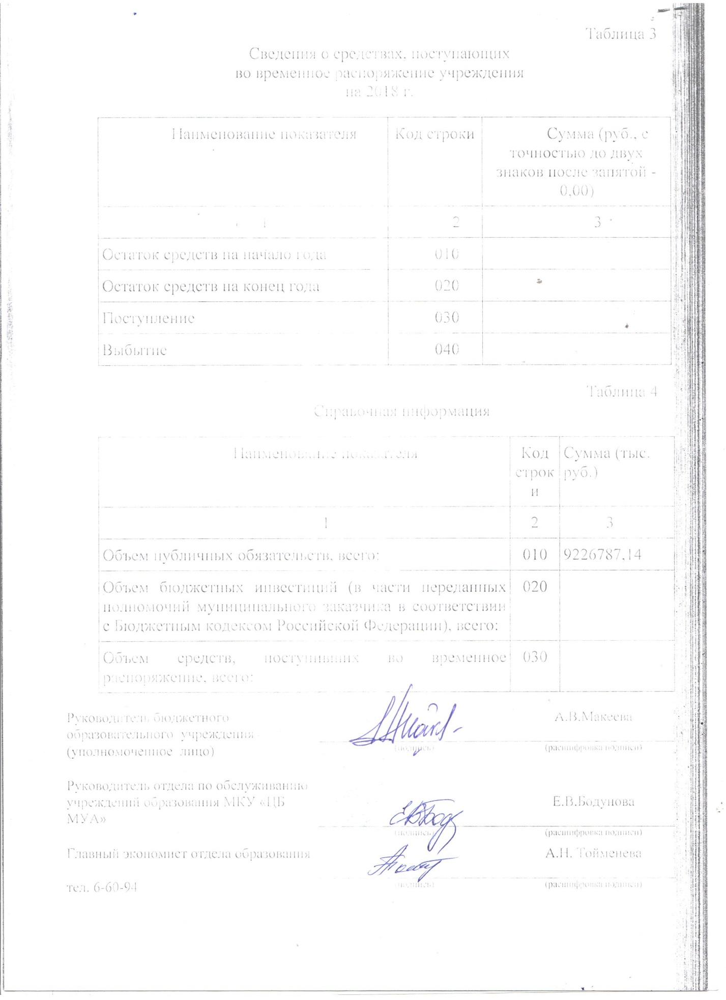 Таблица 3
Сведения о средствах, поступающих
во временное распоряжение учреждения
на 2018 г.
Наименование показателя
Код строки
Сумма (руб., с
точностью до двух
знаков после запятой -
0,00)
1
2
3
Остаток средств на начало года
010
Остаток средств на конец года
020
Поступление
030
Выбытие
040
Таблица 4
Справочная информация
Наименование показателя
Код
строк
и
Сумма (тыс.
руб.)
1
2
3
Объем публичных обязательств, всего:
010
9226787,14
Объем бюджетных инвестиций (в части переданных
полномочий муниципального заказчика в соответствии
с Бюджетным кодексом Российской Федерации), всего:
020
Объем средств, поступивших во временное
распоряжение, всего:
030
Руководитель бюджетного
образовательного учреждения
(уполномоченное лицо)
А.В.Макеева
(подпись)
(расшифровка подписи)
Руководитель отдела по обслуживанию
учреждений образования МКУ «ЦБ
МУА»
Е.В.Бодунова
(подпись)
(расшифровка подписи)
Главный экономист отдела образования
А.Н. Тойменева
(подпись)
(расшифровка подписи)
тел. 6-60-94